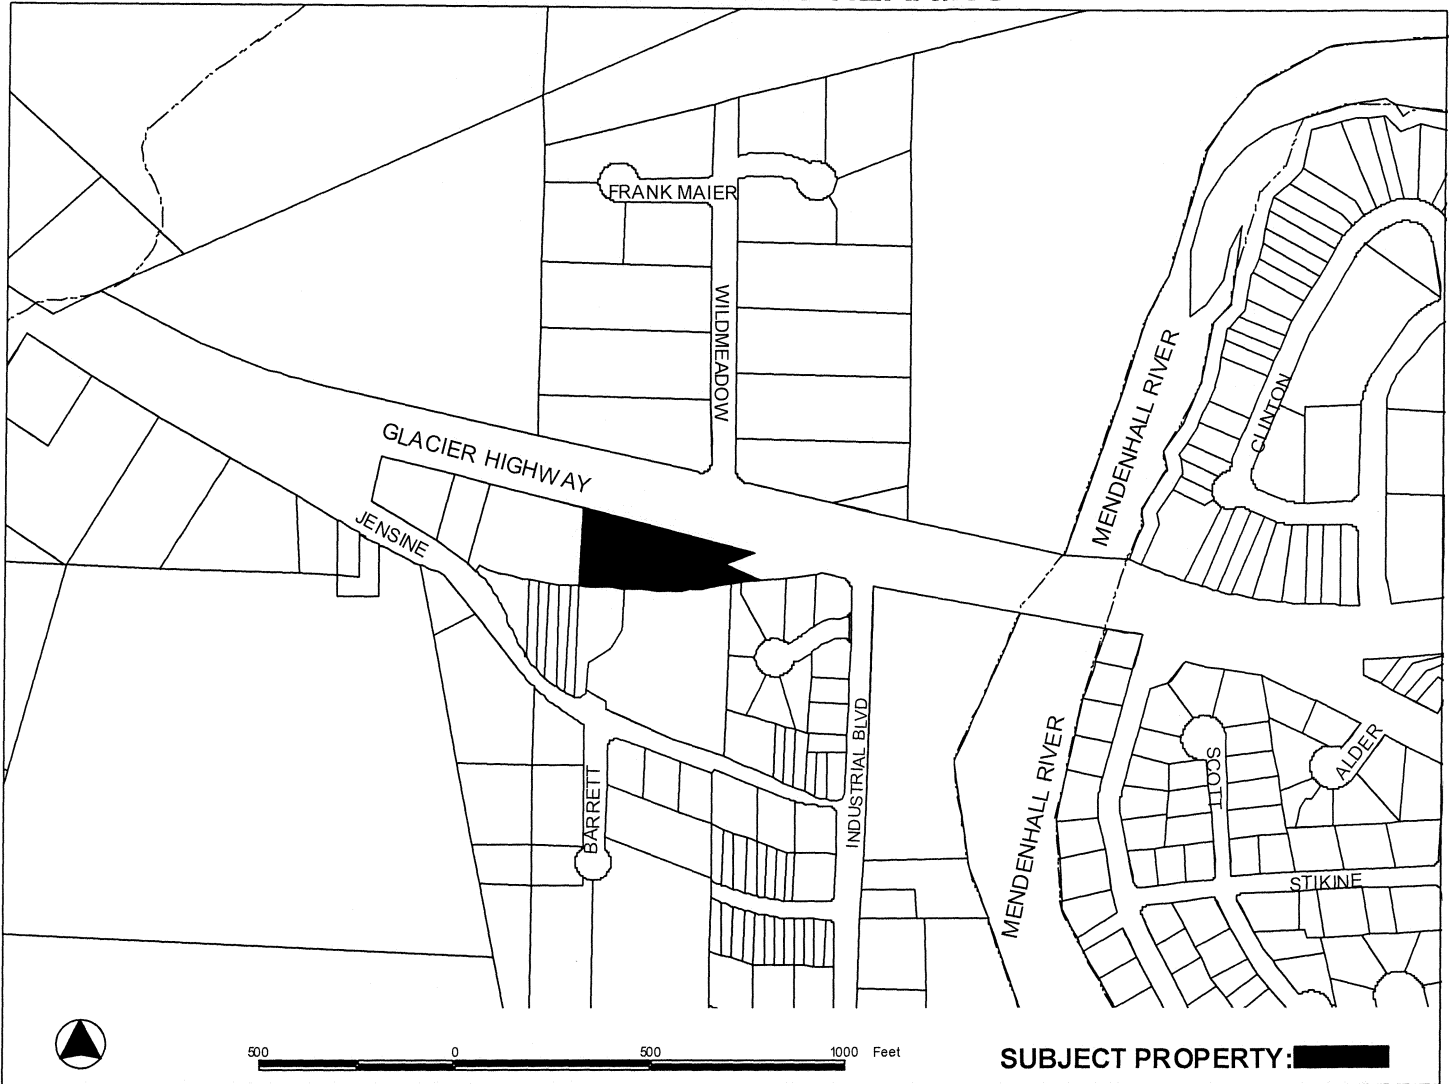 FRANK MAIER
WILDMEADOW
MENDENHALL RIVER
CLINTON
GLACIER HIGHWAY
JENSINE
INDUSTRIAL BLVD
MENDENHALL RIVER
BARRETT
SCOTT
ALDER
STIKINE
500 0 500 1000 Feet
SUBJECT PROPERTY: